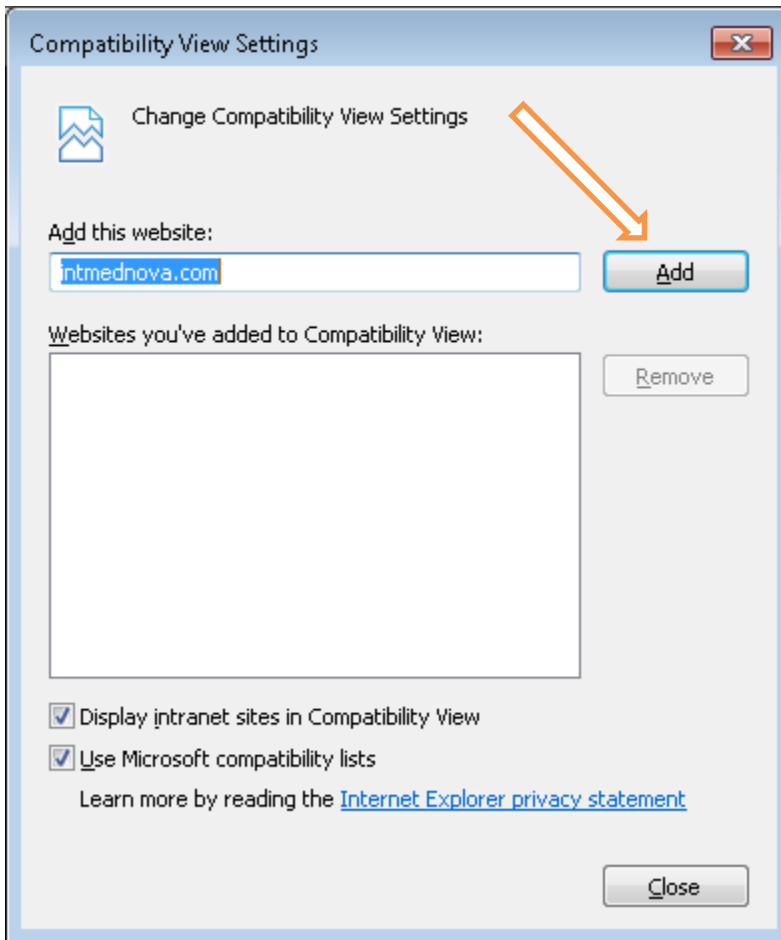 Compatibility View Settings
Change Compatibility View Settings
Add this website:
intmednova.com
Add
Websites you've added to Compatibility View:
Remove
Display intranet sites in Compatibility View
Use Microsoft compatibility lists
Learn more by reading the Internet Explorer privacy statement
Close